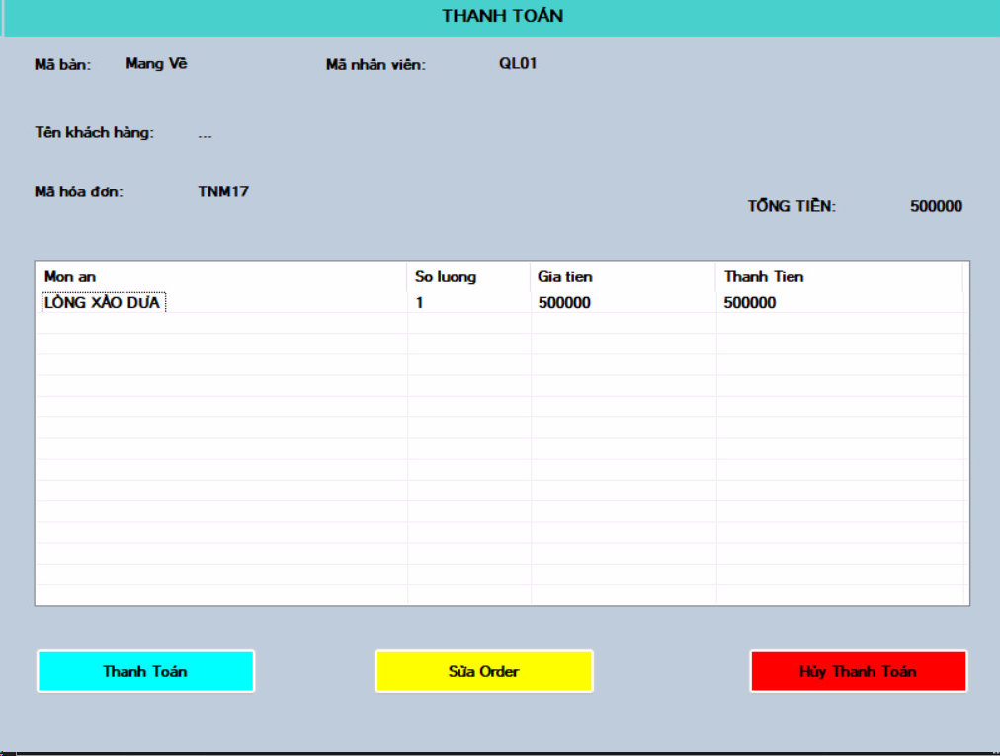 THANH TOÁN
Mã bàn: Mang Về Mã nhân viên: QL01
Tên khách hàng: ...
Mã hóa đơn: TNM17
TỔNG TIỀN: 500000
Mon an So luong Gia tien Thanh Tien
LÒNG XÀO DƯA 1 500000 500000
Thanh Toán Sửa Order Hủy Thanh Toán